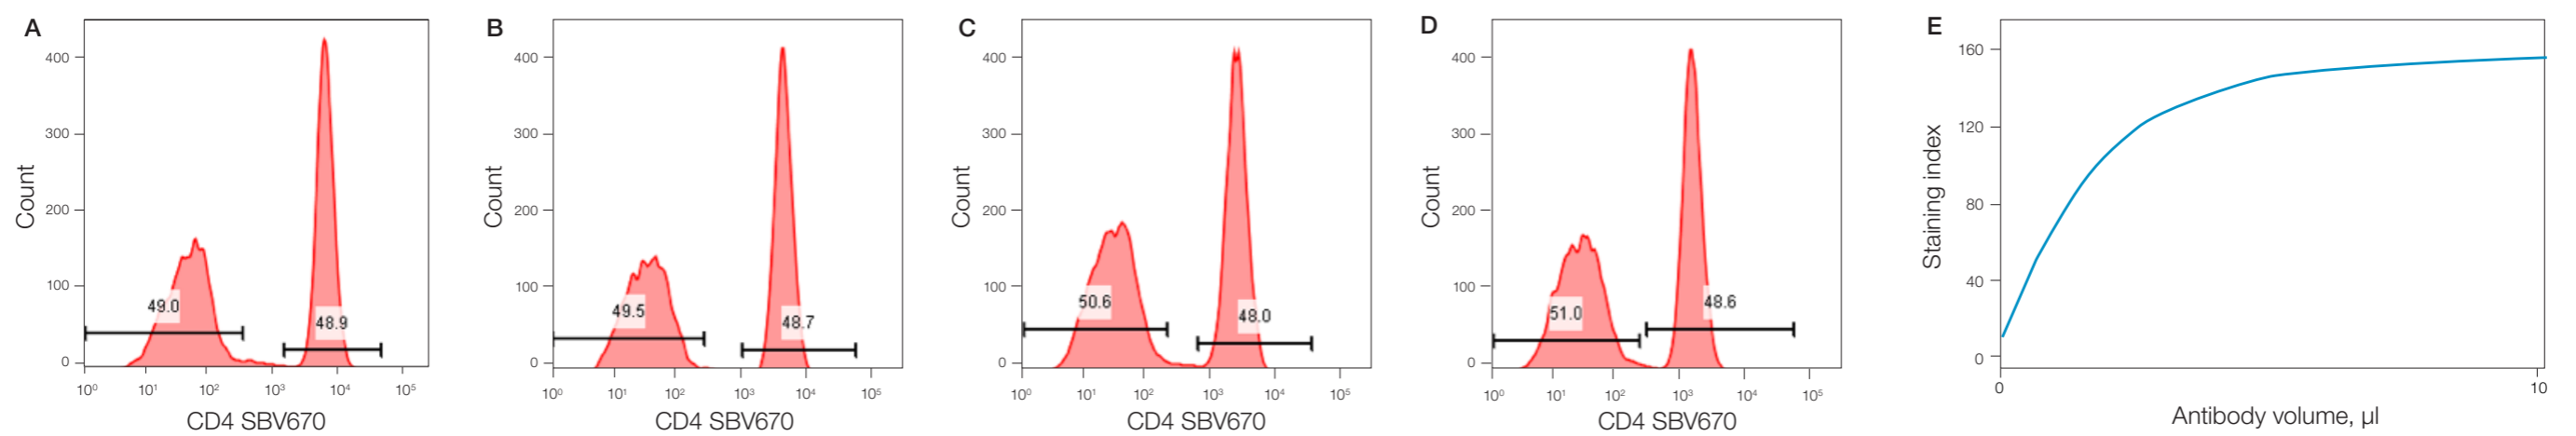 A
Count
400
300
200
100
0
49.0
48.9
10⁰ 10¹ 10² 10³ 10⁴ 10⁵
CD4 SBV670
B
Count
400
300
200
100
0
49.5
48.7
10⁰ 10¹ 10² 10³ 10⁴ 10⁵
CD4 SBV670
C
Count
400
300
200
100
0
50.6
48.0
10⁰ 10¹ 10² 10³ 10⁴ 10⁵
CD4 SBV670
D
Count
400
300
200
100
0
51.0
48.6
10⁰ 10¹ 10² 10³ 10⁴ 10⁵
CD4 SBV670
E
Staining index
160
120
80
40
0
0 10
Antibody volume, µl